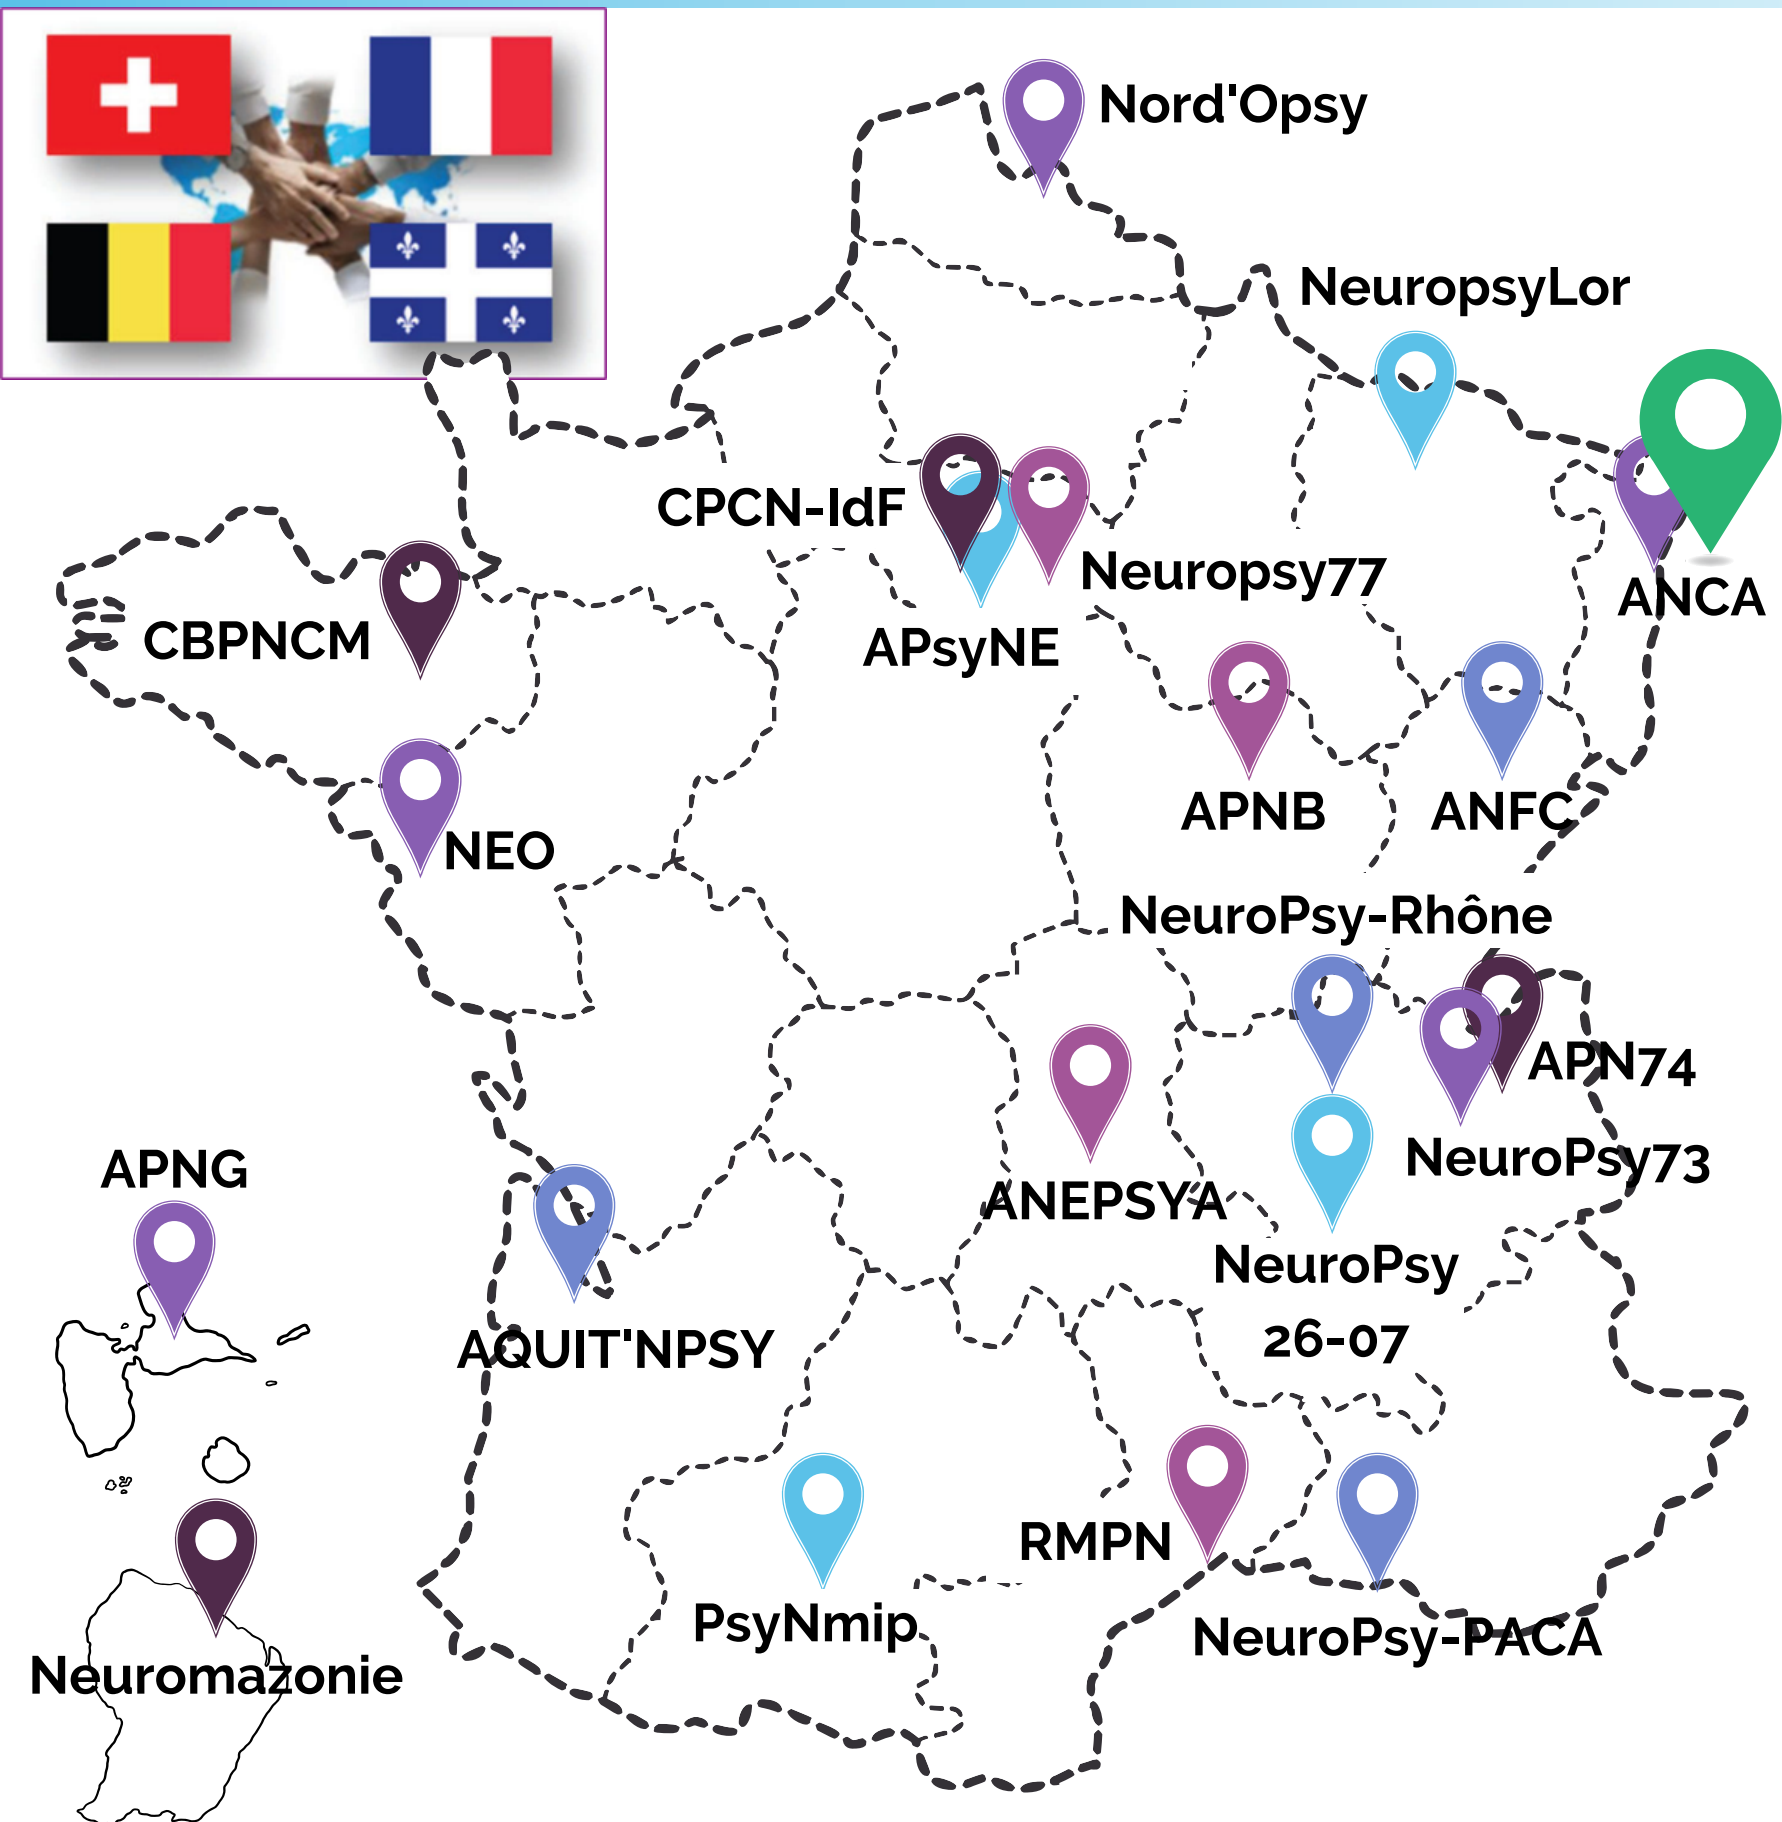 Nord'Opsy
NeuropsyLor
CPCN-IdF
Neuropsy77
ANCA
CBPNCM
APsyNE
APNB
ANFC
NEO
NeuroPsy-Rhône
APN74
APNG
NeuroPsy73
ANEPSYA
NeuroPsy
26-07
AQUIT'NPSY
RMPN
PsyNmip
NeuroPsy-PACA
Neuromazonie